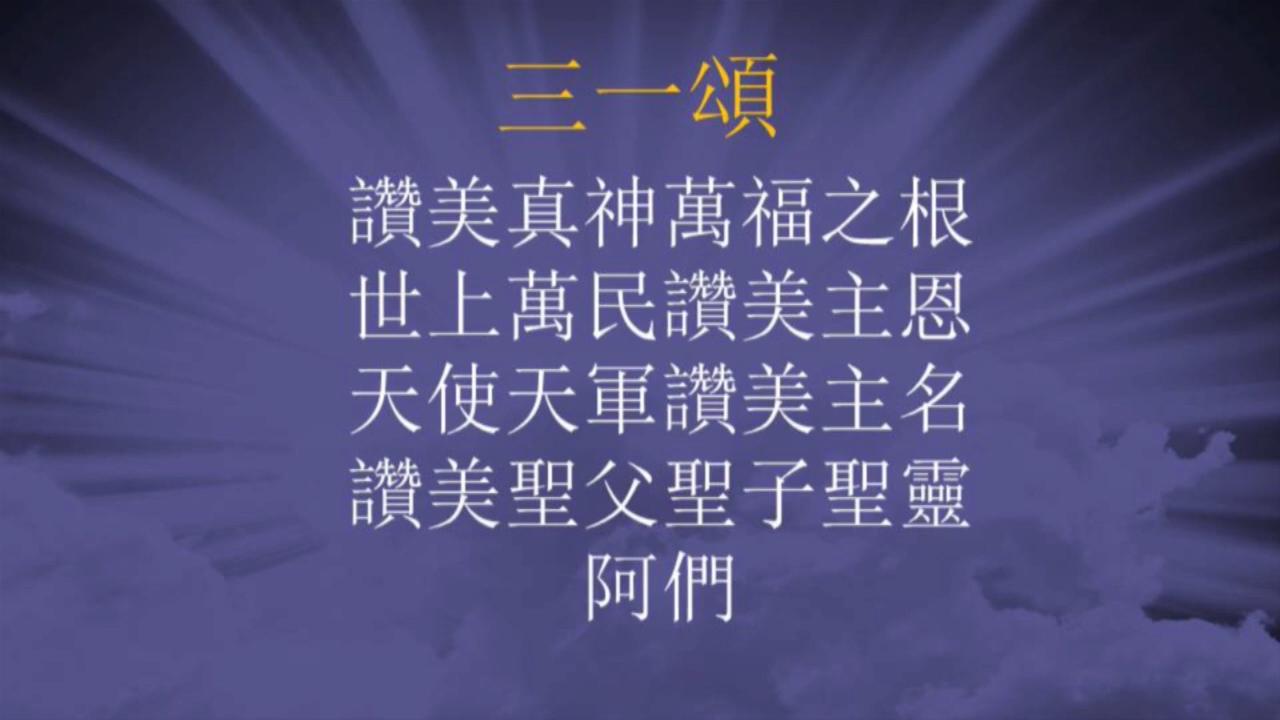 三一頌
讚美真神萬福之根
世上萬民讚美主恩
天使天軍讚美主名
讚美聖父聖子聖靈
阿們